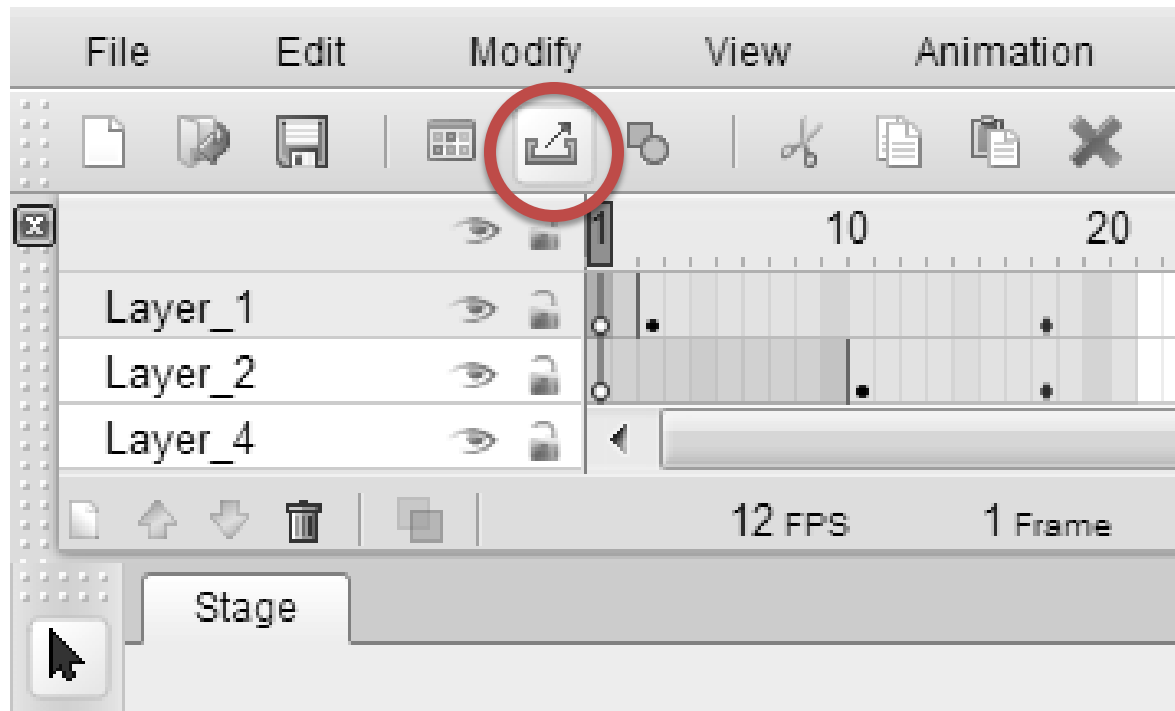 File Edit Modify View Animation
1 10 20
Layer_1
Layer_2
Layer_4
12 FPS 1 Frame
Stage